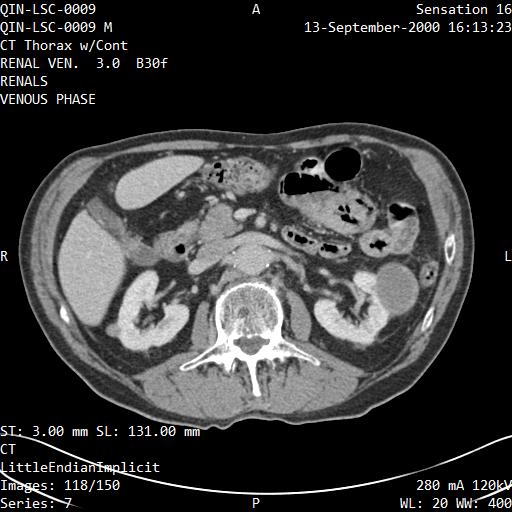 QIN-LSC-0009
A
Sensation 16
QIN-LSC-0009 M
13-September-2000 16:13:23
CT Thorax w/Cont
RENAL VEN. 3.0 B30f
RENALS
VENOUS PHASE
R
L
ST: 3.00 mm SL: 131.00 mm
CT
LittleEndianImplicit
Images: 118/150
280 mA 120kV
Series: 7
P
WL: 20 WW: 400